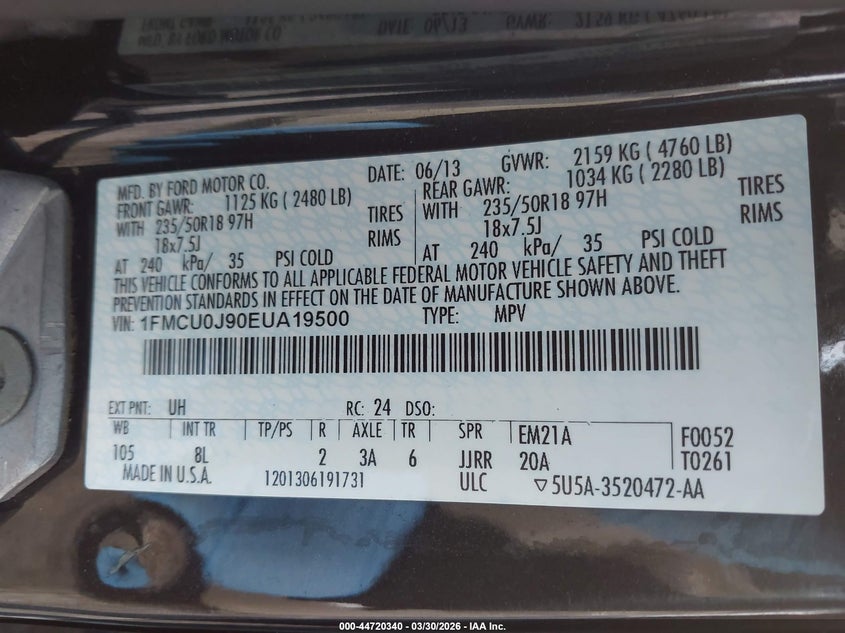 MFD. BY FORD MOTOR CO. DATE: 06/13 GVWR: 2159 KG ( 4760 LB)
FRONT GAWR: 1125 KG ( 2480 LB) REAR GAWR: 1034 KG ( 2280 LB)
WITH 235/50R18 97H TIRES WITH 235/50R18 97H TIRES
18x7.5J RIMS 18x7.5J RIMS
AT 240 kPa/ 35 PSI COLD AT 240 kPa/ 35 PSI COLD
THIS VEHICLE CONFORMS TO ALL APPLICABLE FEDERAL MOTOR VEHICLE SAFETY AND THEFT
PREVENTION STANDARDS IN EFFECT ON THE DATE OF MANUFACTURE SHOWN ABOVE.
VIN: 1FMCU0J90EUA19500 TYPE: MPV
EXT PNT: UH RC: 24 DSO:
WB INT TR TP/PS R AXLE TR SPR EM21A F0052
105 8L 2 3A 6 JJRR 20A T0261
MADE IN U.S.A. 1201306191731 ULC ▽5U5A-3520472-AA
000-44720340 - 03/30/2026 - IAA Inc.